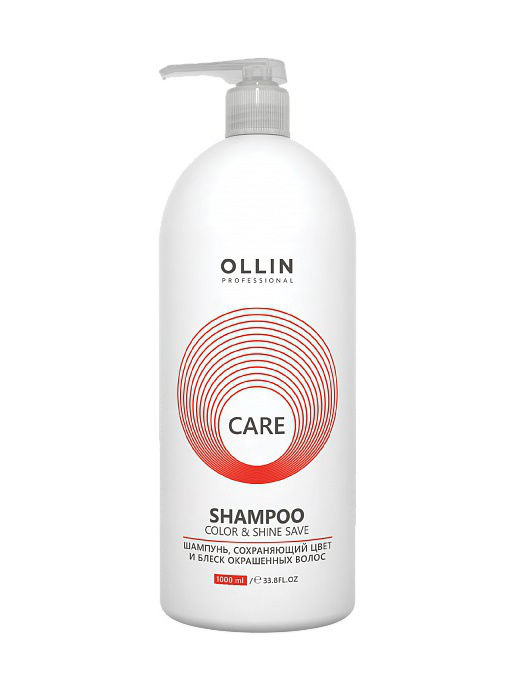 OLLIN
PROFESSIONAL
CARE
SHAMPOO
COLOR & SHINE SAVE
ШАМПУНЬ, СОХРАНЯЮЩИЙ ЦВЕТ
И БЛЕСК ОКРАШЕННЫХ ВОЛОС
1000 ml / ℮ 33.8FL.OZ